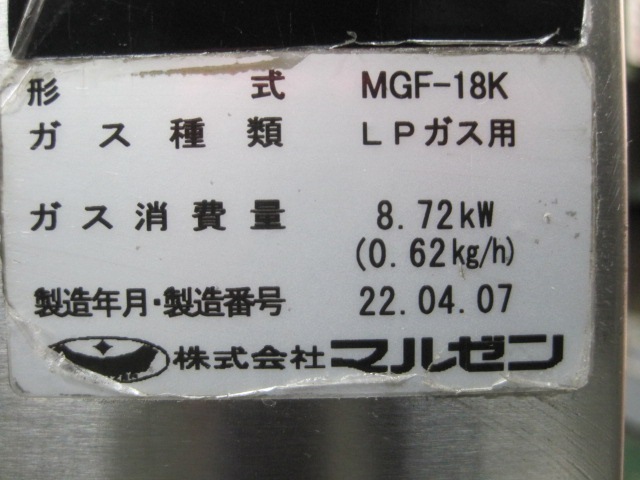 形式 MGF-18K
ガス種類 LPガス用
ガス消費量 8.72kW
(0.62kg/h)
製造年月・製造番号 22.04.07
株式会社マルゼン